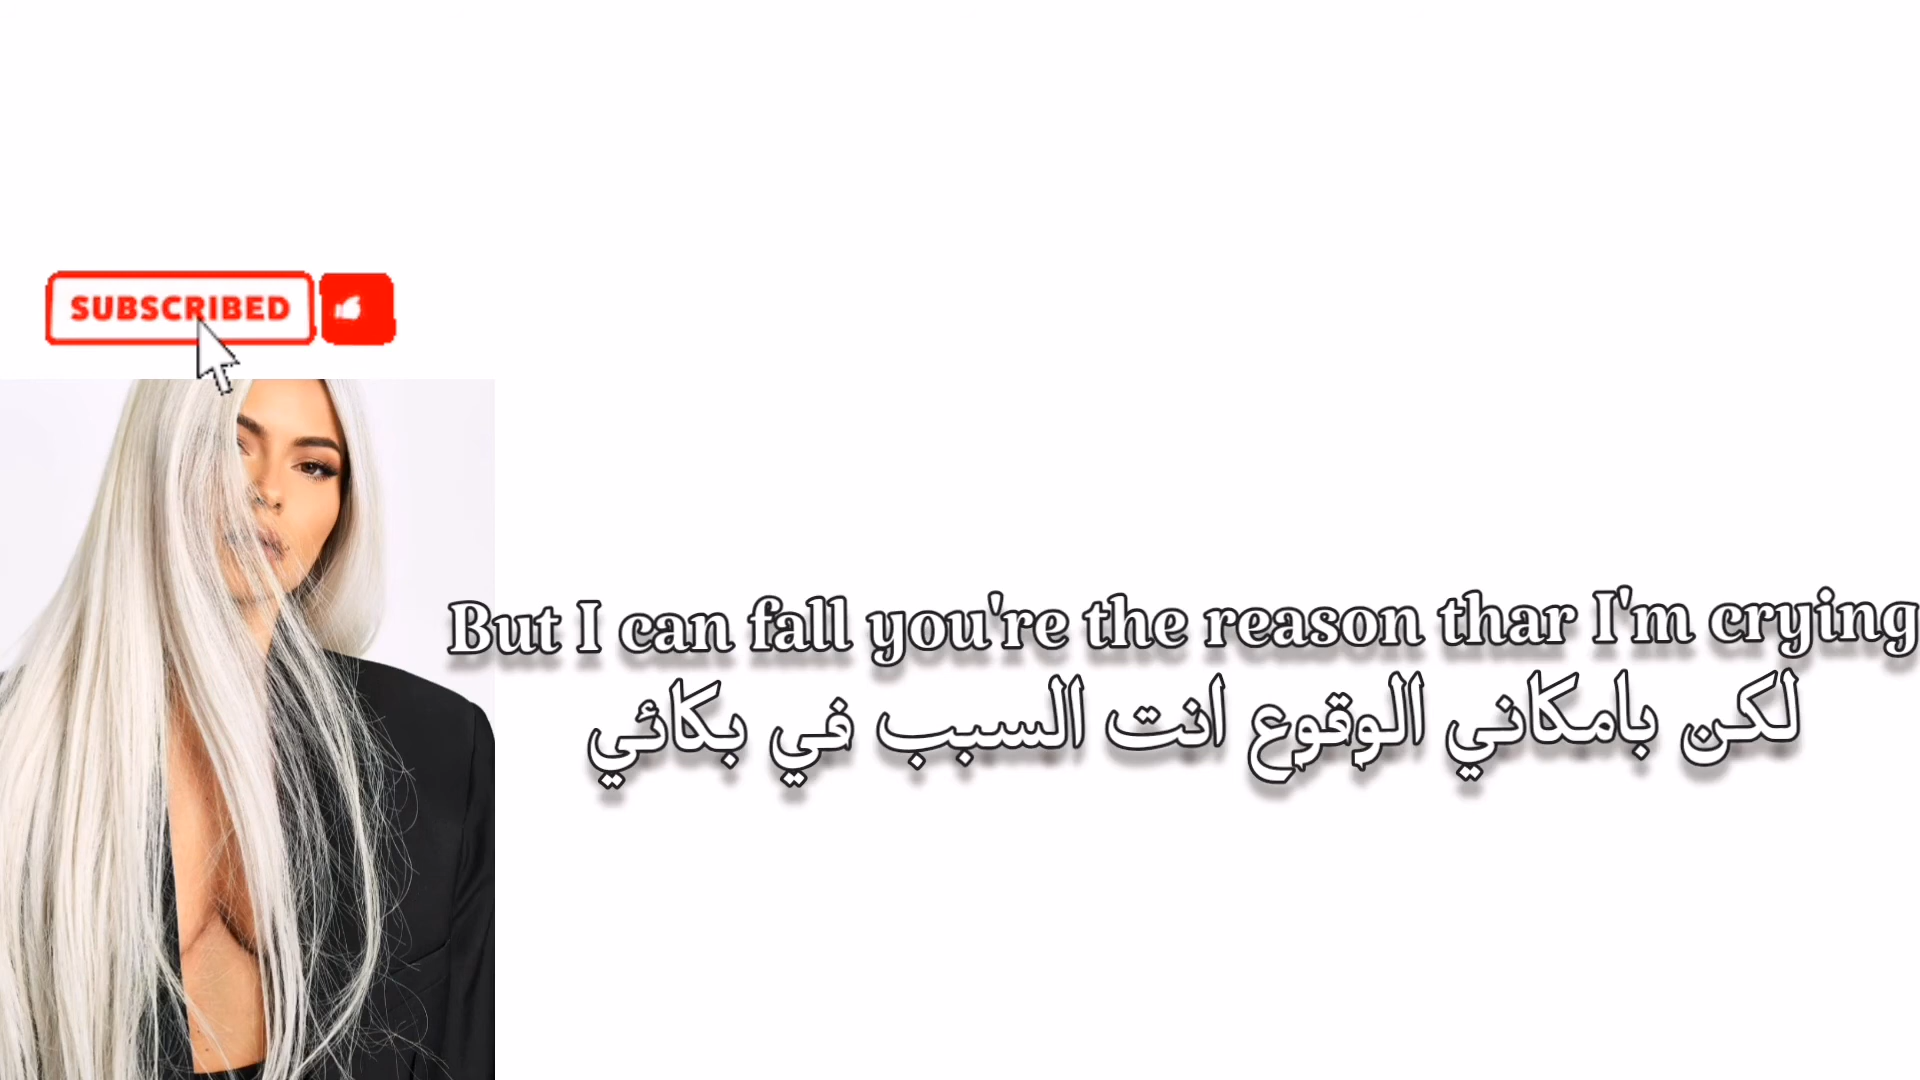 SUBSCRIBED
But I can fall you're the reason thar I'm crying
لكن بامكاني الوقوع انت السبب في بكائي